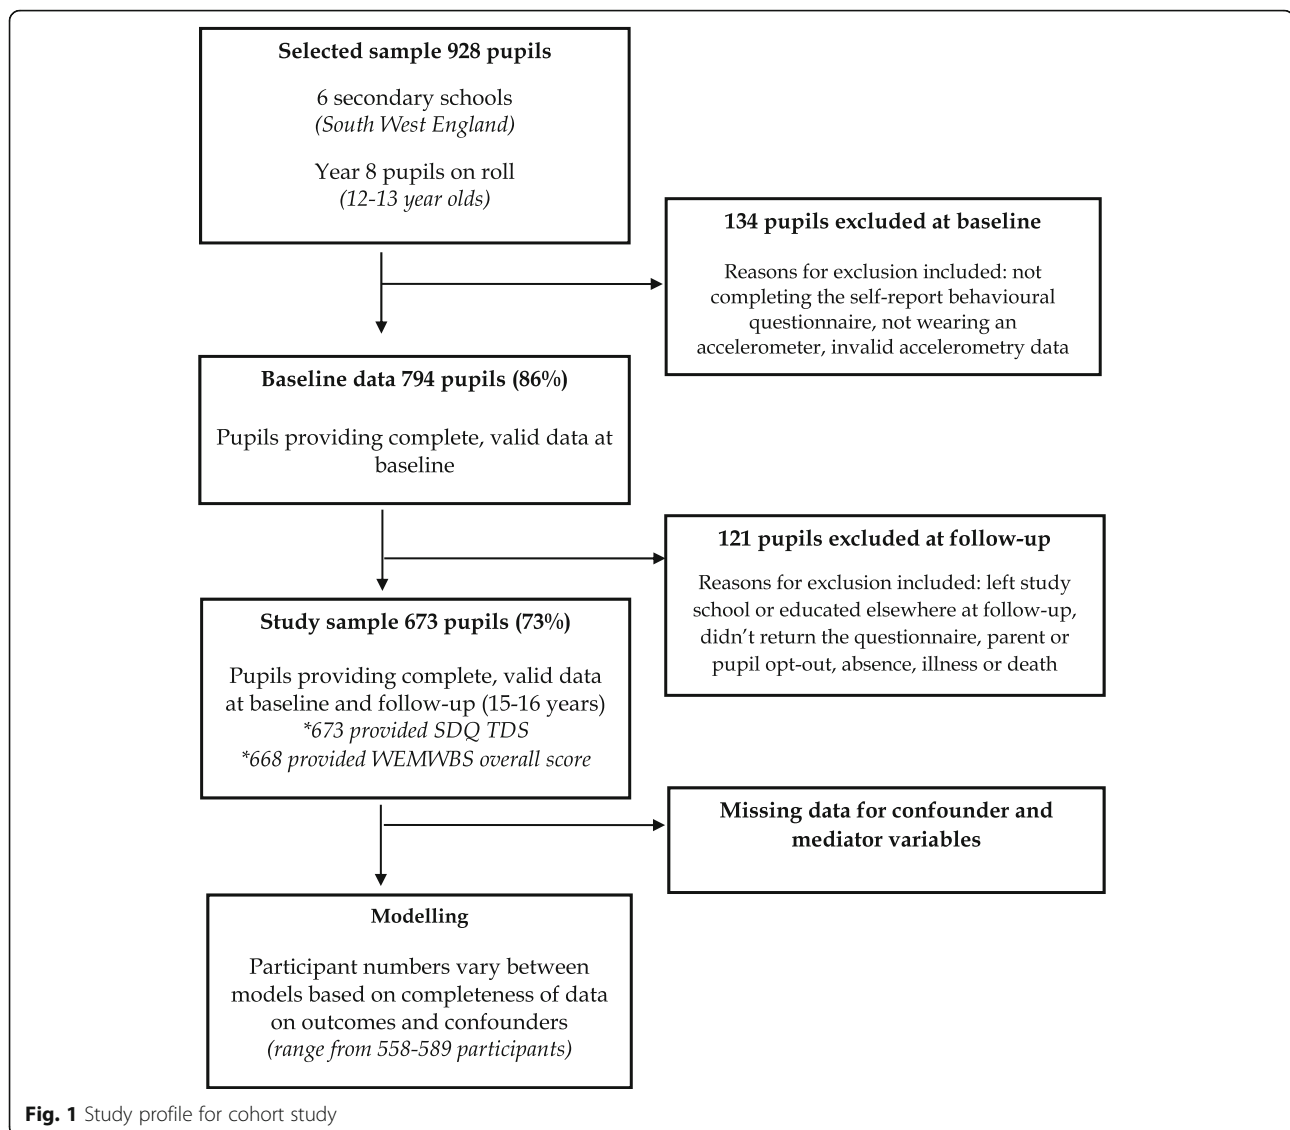 Selected sample 928 pupils
6 secondary schools
(South West England)
Year 8 pupils on roll
(12-13 year olds)
134 pupils excluded at baseline
Reasons for exclusion included: not
completing the self-report behavioural
questionnaire, not wearing an
accelerometer, invalid accelerometry data
Baseline data 794 pupils (86%)
Pupils providing complete, valid data at
baseline
121 pupils excluded at follow-up
Reasons for exclusion included: left study
school or educated elsewhere at follow-up,
didn’t return the questionnaire, parent or
pupil opt-out, absence, illness or death
Study sample 673 pupils (73%)
Pupils providing complete, valid data
at baseline and follow-up (15-16 years)
*673 provided SDQ TDS
*668 provided WEMWBS overall score
Missing data for confounder and
mediator variables
Modelling
Participant numbers vary between
models based on completeness of data
on outcomes and confounders
(range from 558-589 participants)
Fig. 1 Study profile for cohort study